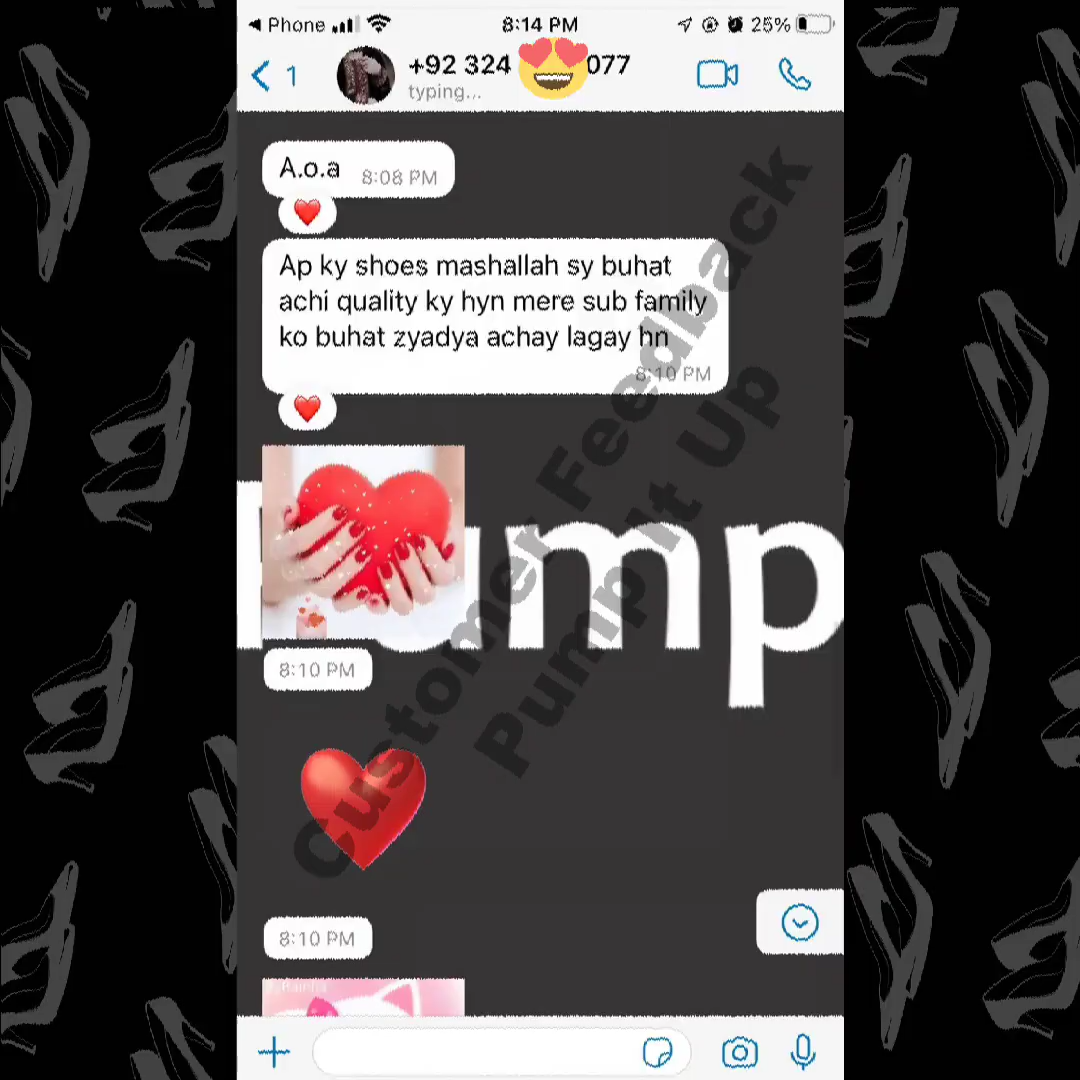 Phone
8:14 PM
25%
1
+92 324 😍077
typing...
A.o.a
8:08 PM
❤️
Ap ky shoes mashallah sy buhat
achi quality ky hyn mere sub family
ko buhat zyadya achay lagay hn
8:10 PM
❤️
8:10 PM
8:10 PM
ump
Customer Feedback
Pump It Up